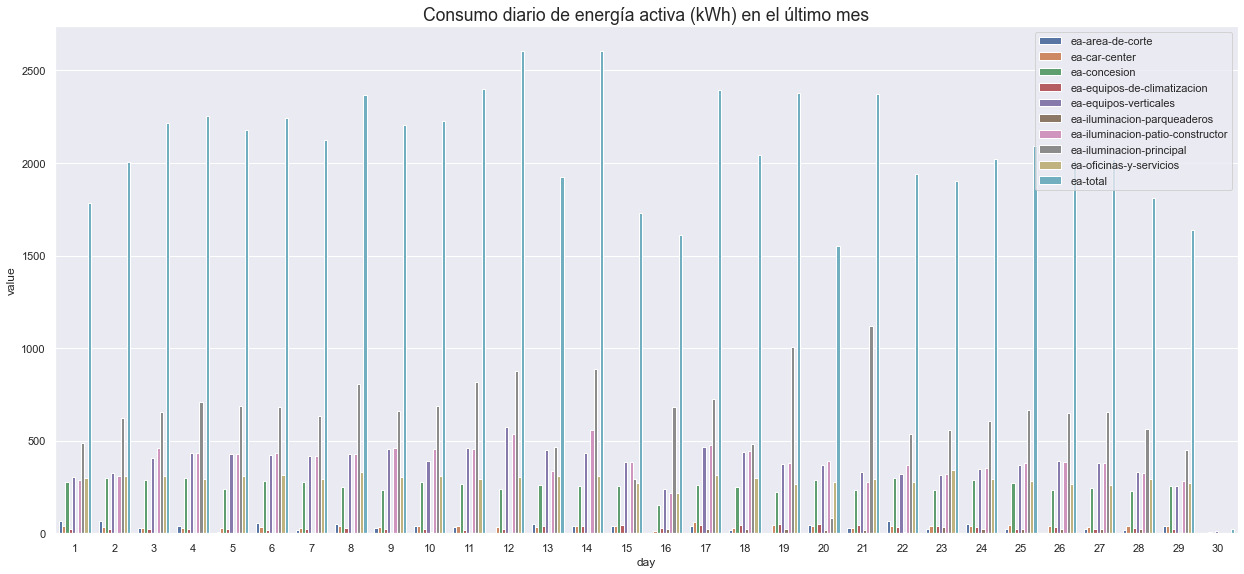 Consumo diario de energía activa (kWh) en el último mes
ea-area-de-corte
ea-car-center
ea-concesion
ea-equipos-de-climatizacion
ea-equipos-verticales
ea-iluminacion-parqueaderos
ea-iluminacion-patio-constructor
ea-iluminacion-principal
ea-oficinas-y-servicios
ea-total
value
2500
2000
1500
1000
500
0
1 2 3 4 5 6 7 8 9 10 11 12 13 14 15 16 17 18 19 20 21 22 23 24 25 26 27 28 29 30
day